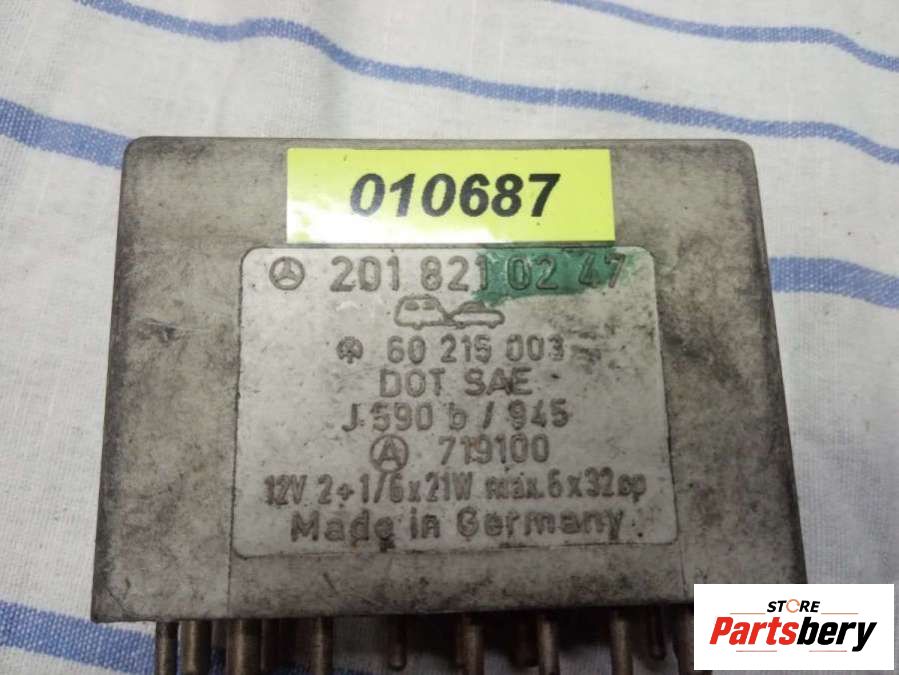 010687
201 821 02 47
60 215 003
DOT SAE
J 590 b / 945
A 719100
12V 2+1/6x21W max.6x32cp
Made in Germany
STORE
Partsbery